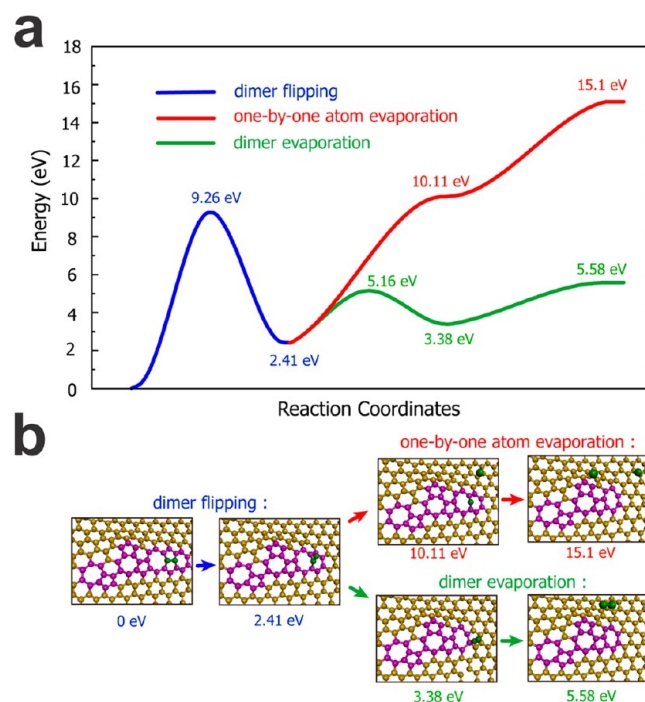 a
18
16
14
12
10
8
6
4
2
0
Energy (eV)
dimer flipping
one-by-one atom evaporation
dimer evaporation
9.26 eV
2.41 eV
10.11 eV
15.1 eV
5.16 eV
3.38 eV
5.58 eV
Reaction Coordinates
b
one-by-one atom evaporation :
dimer flipping :
10.11 eV
15.1 eV
dimer evaporation :
0 eV
2.41 eV
3.38 eV
5.58 eV